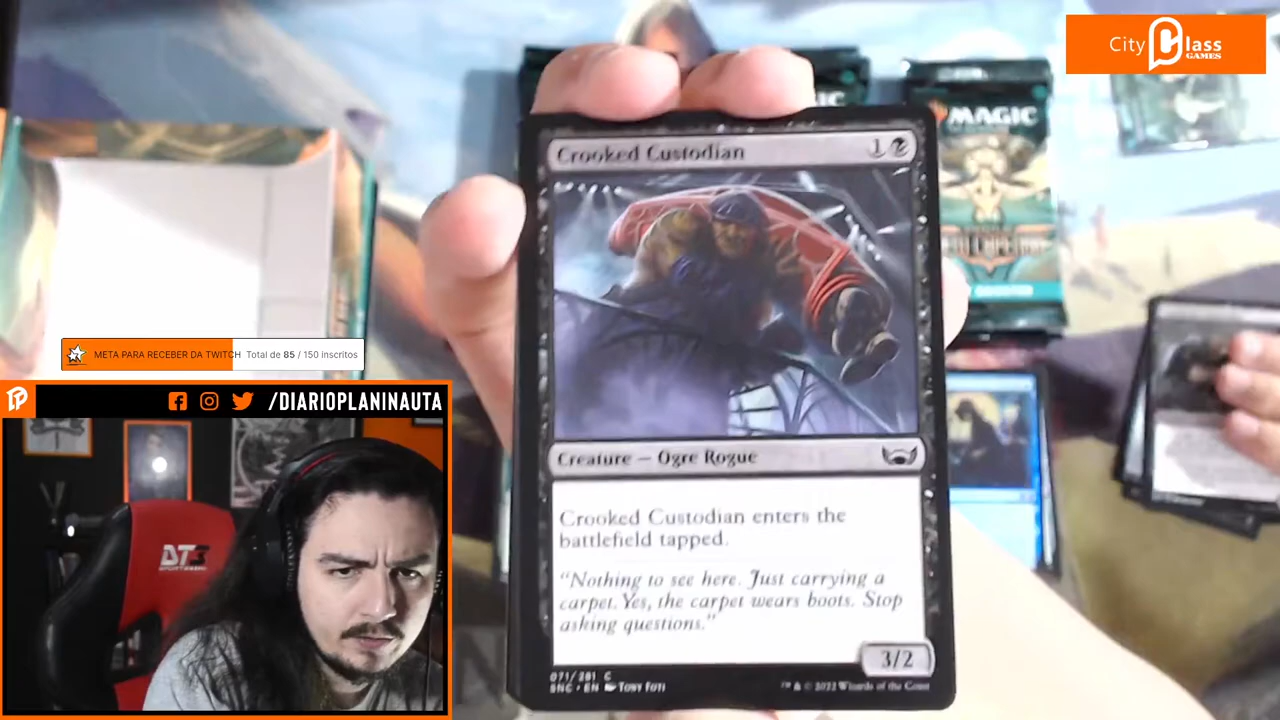 City Class
GAMES
MAGIC
Crooked Custodian 1
Creature — Ogre Rogue
Crooked Custodian enters the
battlefield tapped.
“Nothing to see here. Just carrying a
carpet. Yes, the carpet wears boots. Stop
asking questions.”
3/2
071/281 C
SNC • EN Toby Foti
™ & © 2022 Wizards of the Coast
META PARA RECEBER DA TWITCH Total de 85 / 150 inscritos
/DIARIOPLANINAUTA
DT3